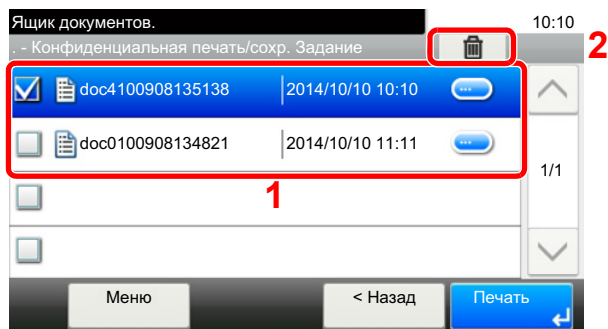 Ящик документов. 10:10
. - Конфиденциальная печать/сохр. Задание 2
doc4100908135138 2014/10/10 10:10
doc0100908134821 2014/10/10 11:11
1/1
1
Меню < Назад Печать